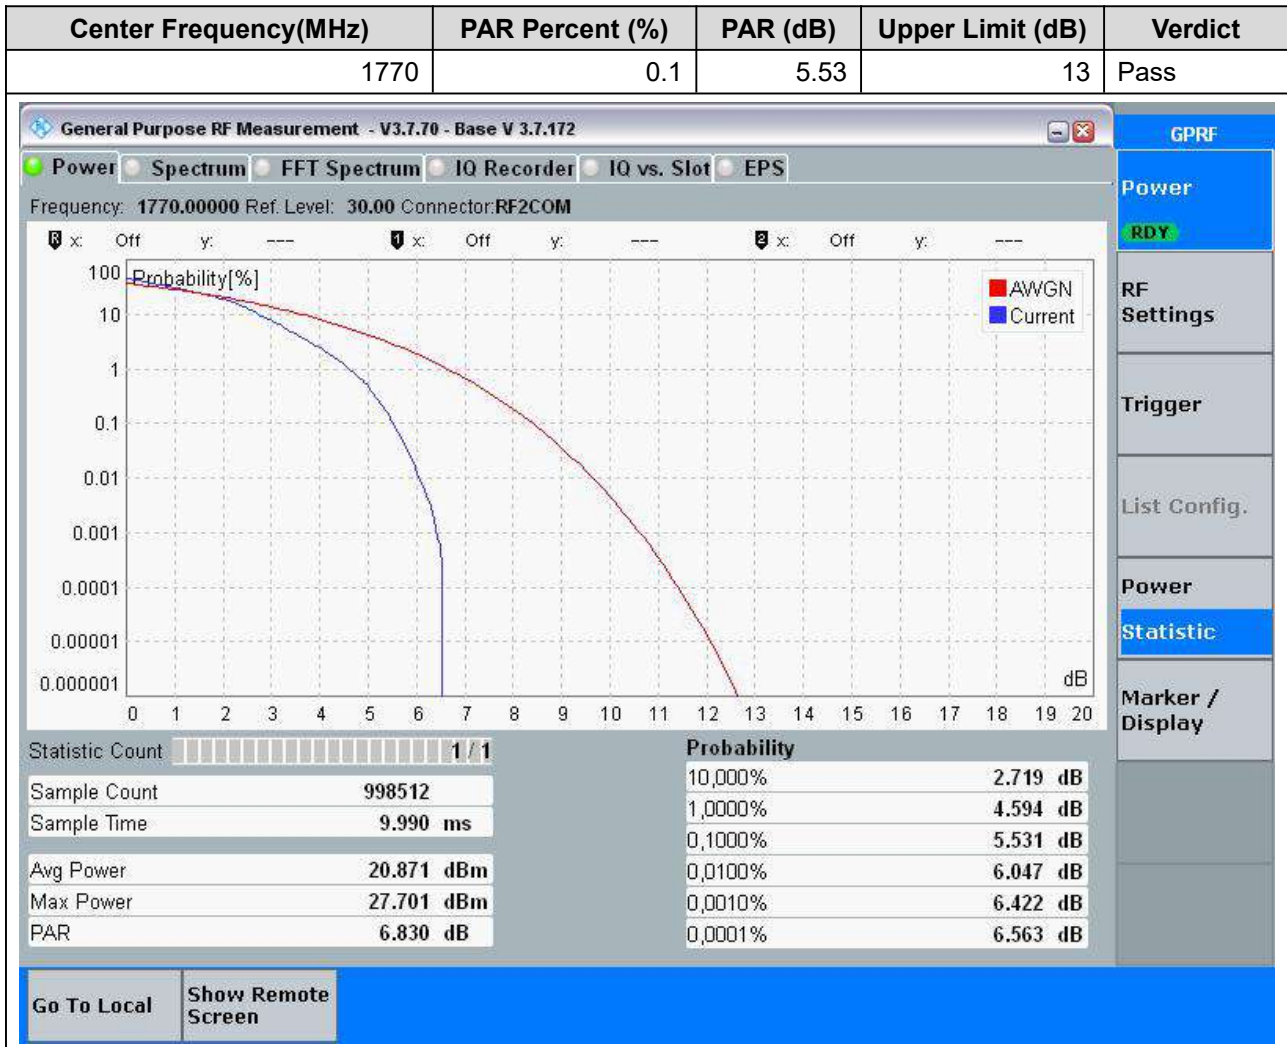 Center Frequency(MHz) PAR Percent (%) PAR (dB) Upper Limit (dB) Verdict
1770 0.1 5.53 13 Pass
General Purpose RF Measurement - V3.7.70 - Base V 3.7.172
GPRF
Power Spectrum FFT Spectrum IQ Recorder IQ vs. Slot EPS
Frequency: 1770.00000 Ref. Level: 30.00 Connector:RF2COM
R x: Off y: --- 1 x: Off y: --- 2 x: Off y: ---
Power
RDY
RF
Settings
Trigger
List Config.
Power
Statistic
Marker /
Display
Probability[%]
AWGN
Current
100
10
1
0.1
0.01
0.001
0.0001
0.00001
0.000001
dB
0 1 2 3 4 5 6 7 8 9 10 11 12 13 14 15 16 17 18 19 20
Statistic Count 1 / 1
Sample Count 998512
Sample Time 9.990 ms
Avg Power 20.871 dBm
Max Power 27.701 dBm
PAR 6.830 dB
Probability
10,000% 2.719 dB
1,0000% 4.594 dB
0,1000% 5.531 dB
0,0100% 6.047 dB
0,0010% 6.422 dB
0,0001% 6.563 dB
Go To Local
Show Remote
Screen